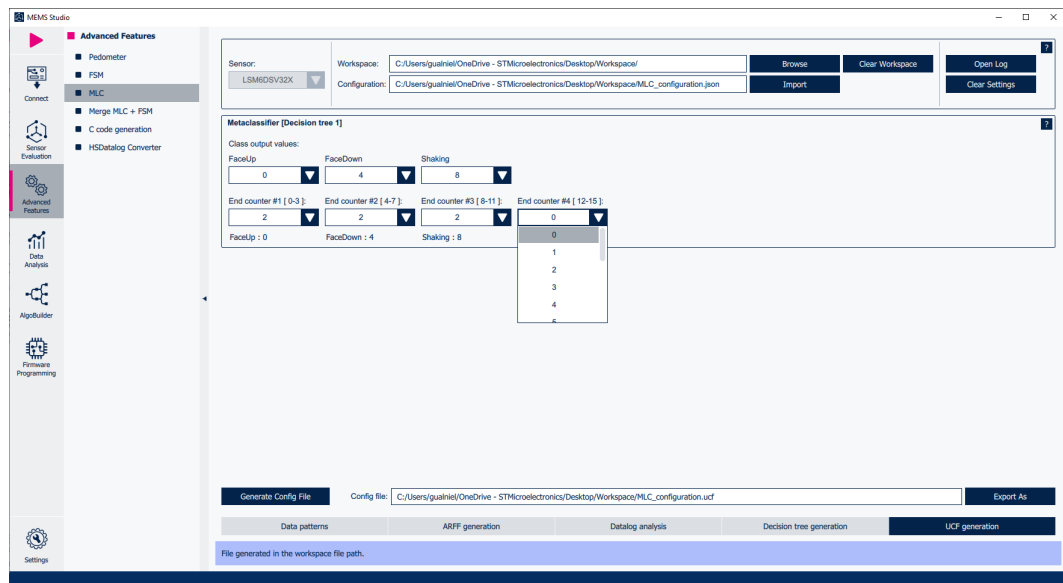 MEMS Studio
Connect
Sensor
Evaluation
Advanced
Features
Data
Analysis
AlgoBuilder
Firmware
Programming
Settings
Advanced Features
Pedometer
FSM
MLC
Merge MLC + FSM
C code generation
HSDatalog Converter
?
Sensor:
LSM6DSV32X
Workspace:
C:/Users/gualniel/OneDrive - STMicroelectronics/Desktop/Workspace/
Browse
Clear Workspace
Open Log
Configuration:
C:/Users/gualniel/OneDrive - STMicroelectronics/Desktop/Workspace/MLC_configuration.json
Import
Clear Settings
Metaclassifier [Decision tree 1]
?
Class output values:
FaceUp FaceDown Shaking
0 4 8
End counter #1 [ 0-3 ]: End counter #2 [ 4-7 ]: End counter #3 [ 8-11 ]: End counter #4 [ 12-15 ]:
2 2 2 0
FaceUp : 0 FaceDown : 4 Shaking : 8
0
1
2
3
4
5
Generate Config File
Config file:
C:/Users/gualniel/OneDrive - STMicroelectronics/Desktop/Workspace/MLC_configuration.ucf
Export As
Data patterns ARFF generation Datalog analysis Decision tree generation UCF generation
File generated in the workspace file path.